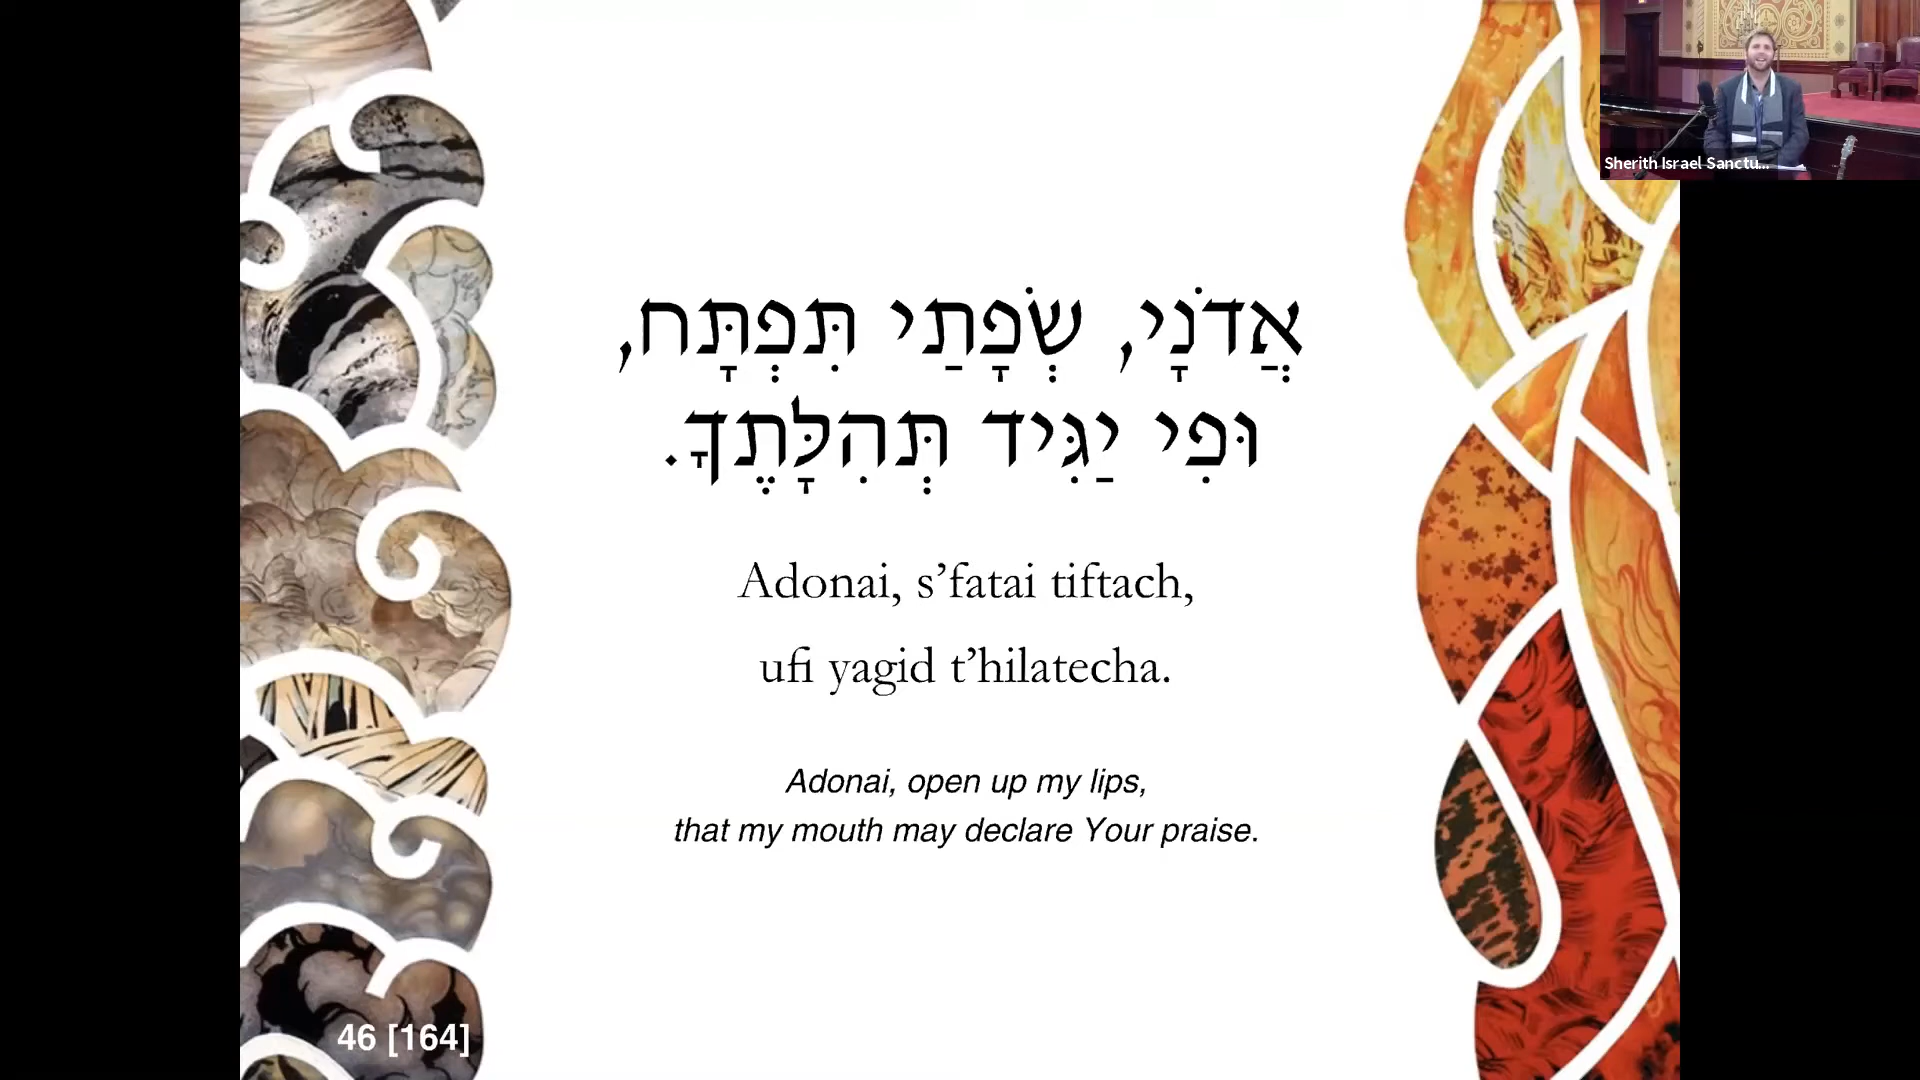 אֲדֹנָי, שְׂפָתַי תִּפְתָּח,
וּפִי יַגִּיד תְּהִלָּתֶךָ.
Adonai, s’fatai tiftach,
ufi yagid t’hilatecha.
Adonai, open up my lips,
that my mouth may declare Your praise.
46 [164]
Sherith Israel Sanctu...